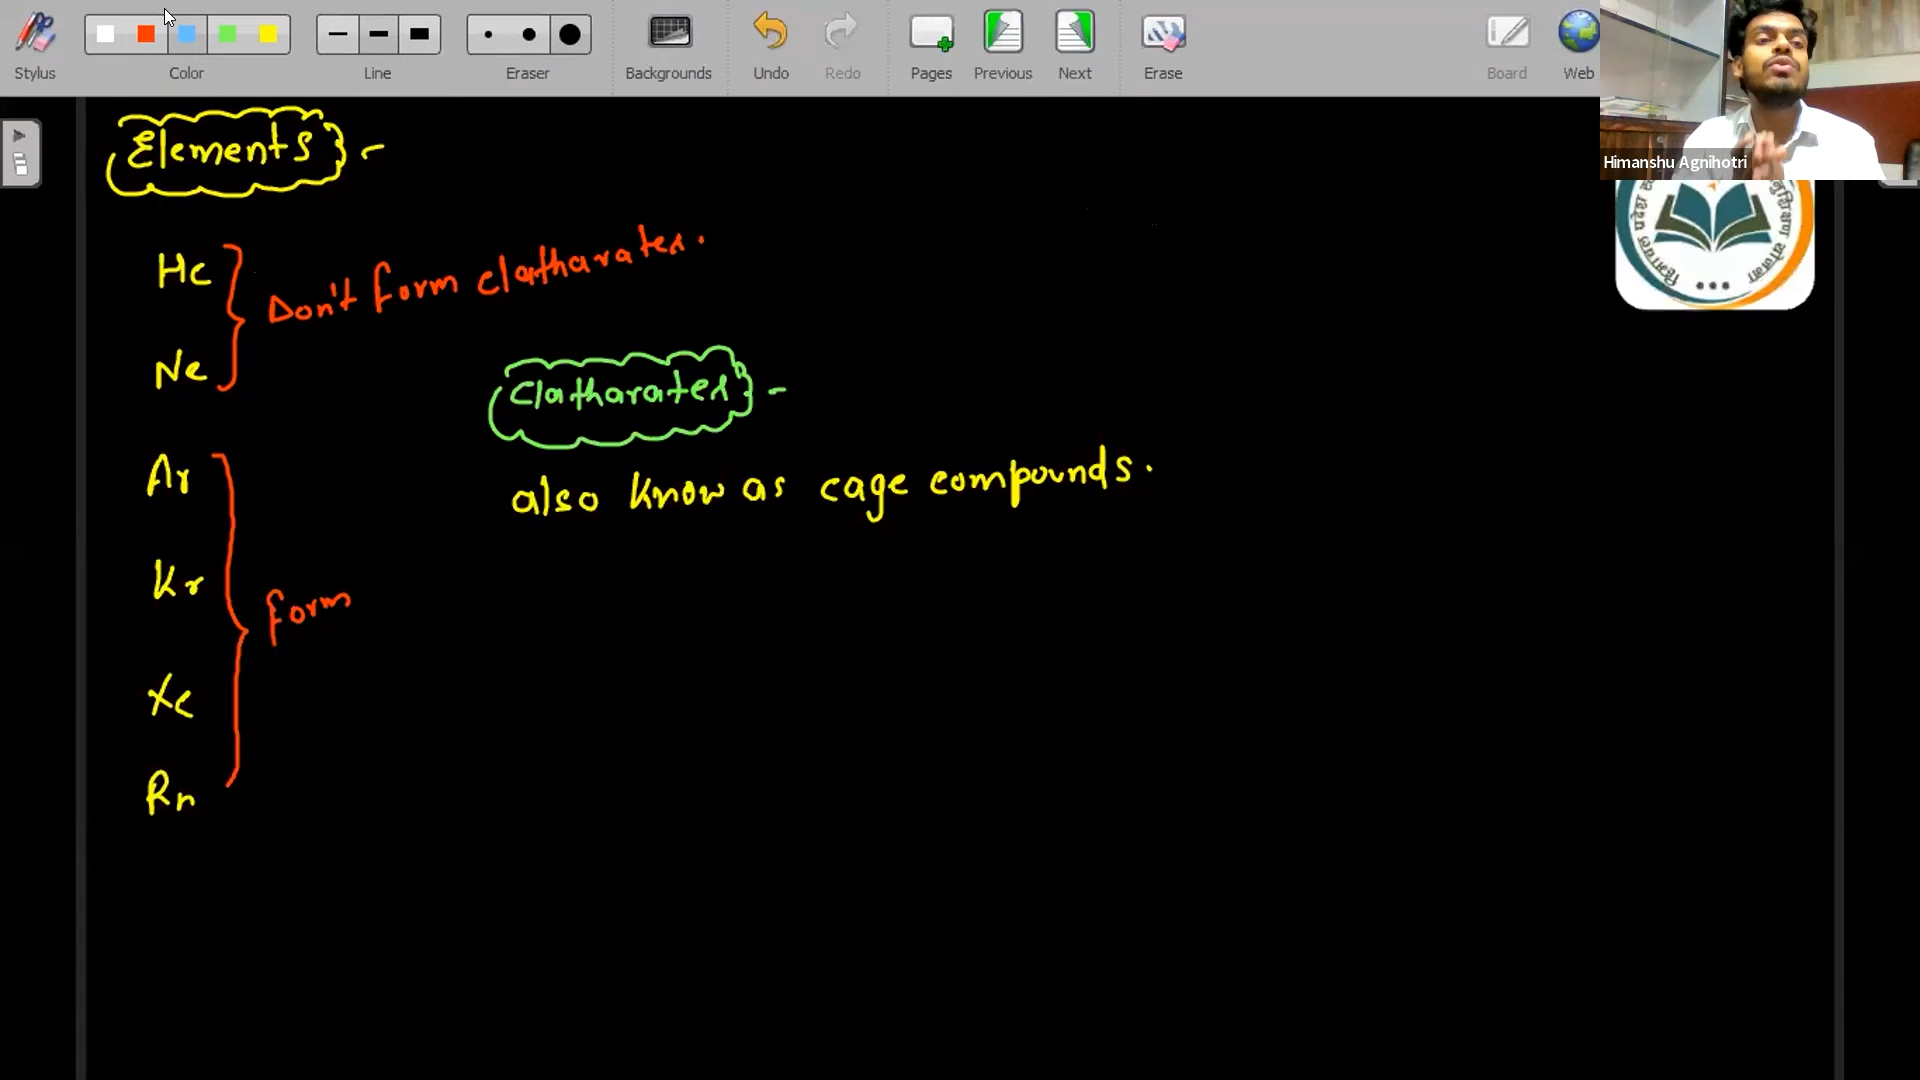 Stylus
Color
Line
Eraser
Backgrounds
Undo
Redo
Pages
Previous
Next
Erase
Board
Web
Himanshu Agnihotri
Elements -
He
Ne
Don't form clatharates.
Clatharates -
also know as cage compounds.
Ar
Kr
Xe
Rn
form